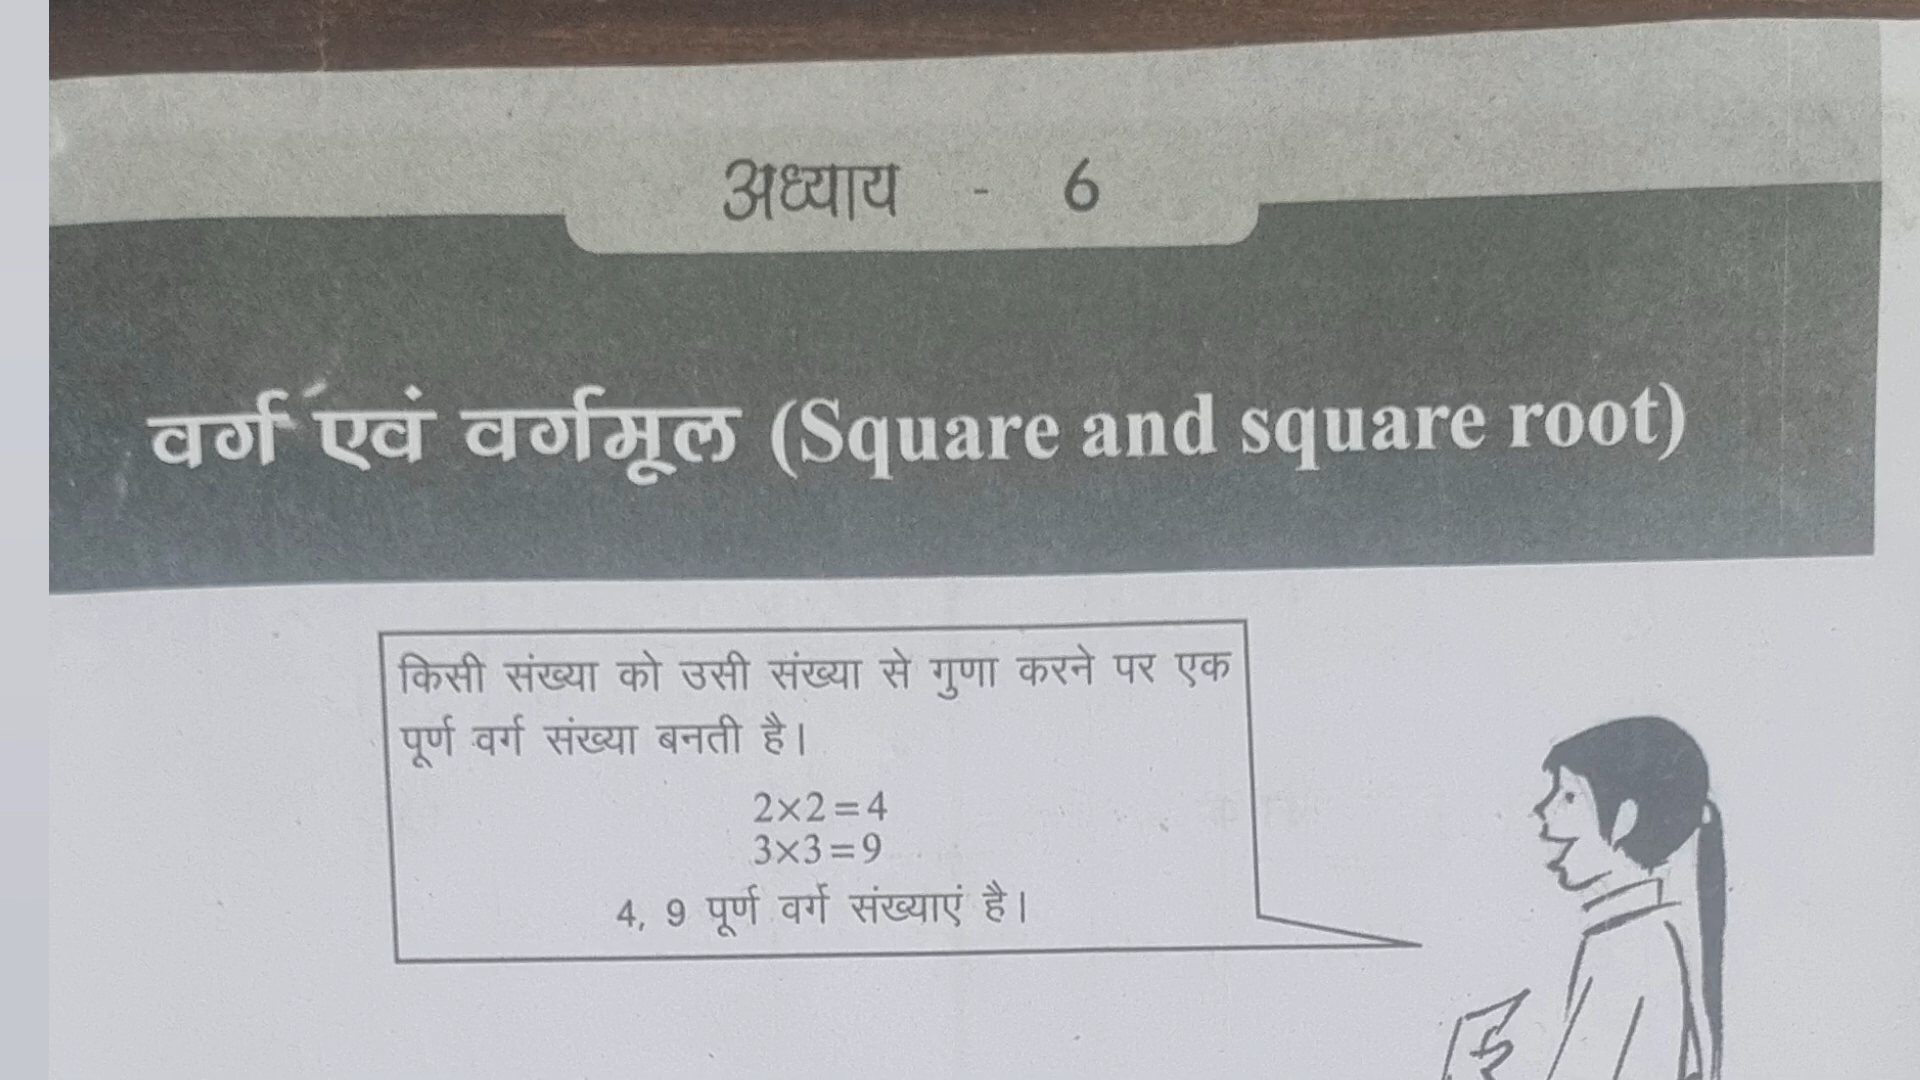 अध्याय - 6
वर्ग एवं वर्गमूल (Square and square root)
किसी संख्या को उसी संख्या से गुणा करने पर एक
पूर्ण वर्ग संख्या बनती है।
2×2=4
3×3=9
4, 9 पूर्ण वर्ग संख्याएं है।